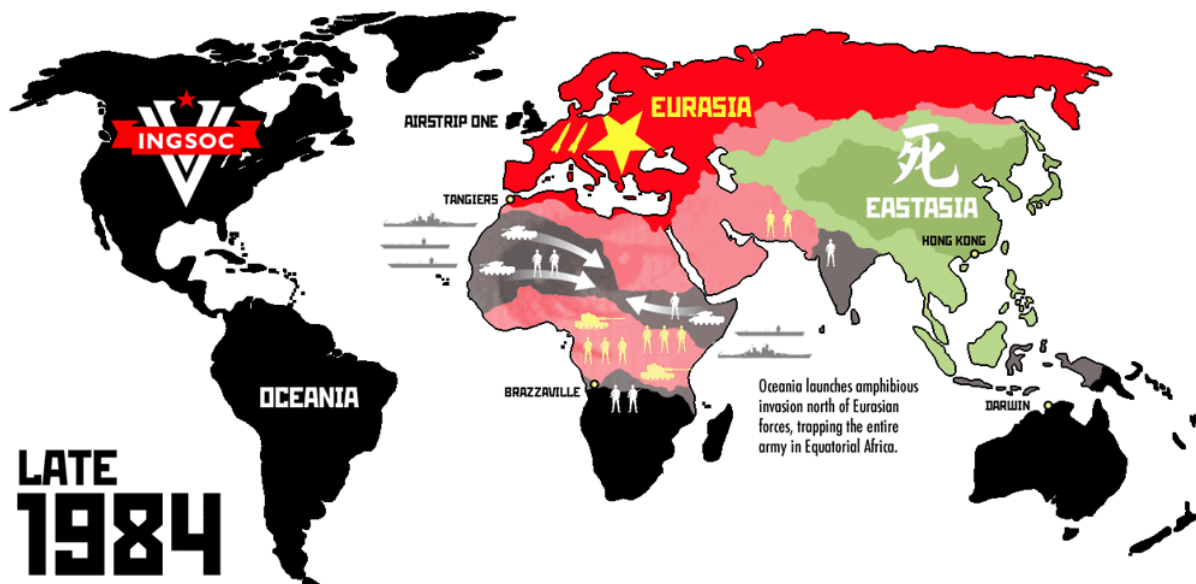 INGSOC
AIRSTRIP ONE
EURASIA
死
EASTASIA
TANGIERS
HONG KONG
OCEANIA
BRAZZAVILLE
DARWIN
Oceania launches amphibious
invasion north of Eurasian
forces, trapping the entire
army in Equatorial Africa.
LATE
1984